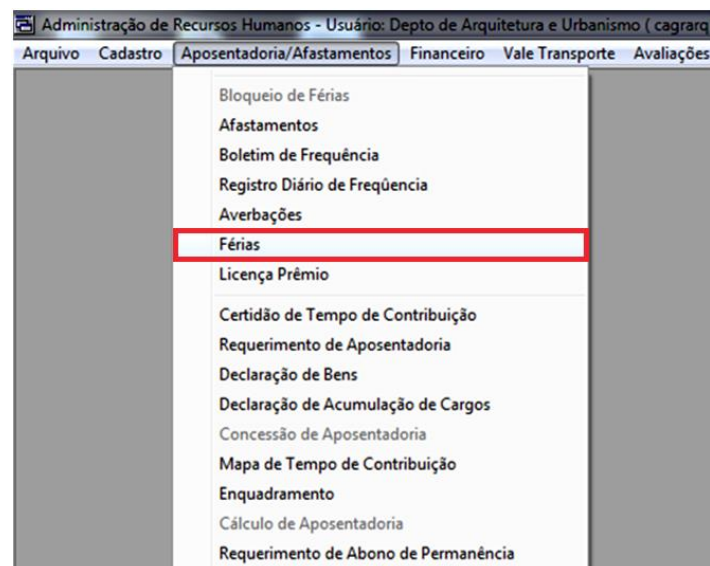 Administração de Recursos Humanos - Usuário: Depto de Arquitetura e Urbanismo ( cagrarq
Arquivo Cadastro Aposentadoria/Afastamentos Financeiro Vale Transporte Avaliações
Bloqueio de Férias
Afastamentos
Boletim de Frequência
Registro Diário de Freqüencia
Averbações
Férias
Licença Prêmio
Certidão de Tempo de Contribuição
Requerimento de Aposentadoria
Declaração de Bens
Declaração de Acumulação de Cargos
Concessão de Aposentadoria
Mapa de Tempo de Contribuição
Enquadramento
Cálculo de Aposentadoria
Requerimento de Abono de Permanência